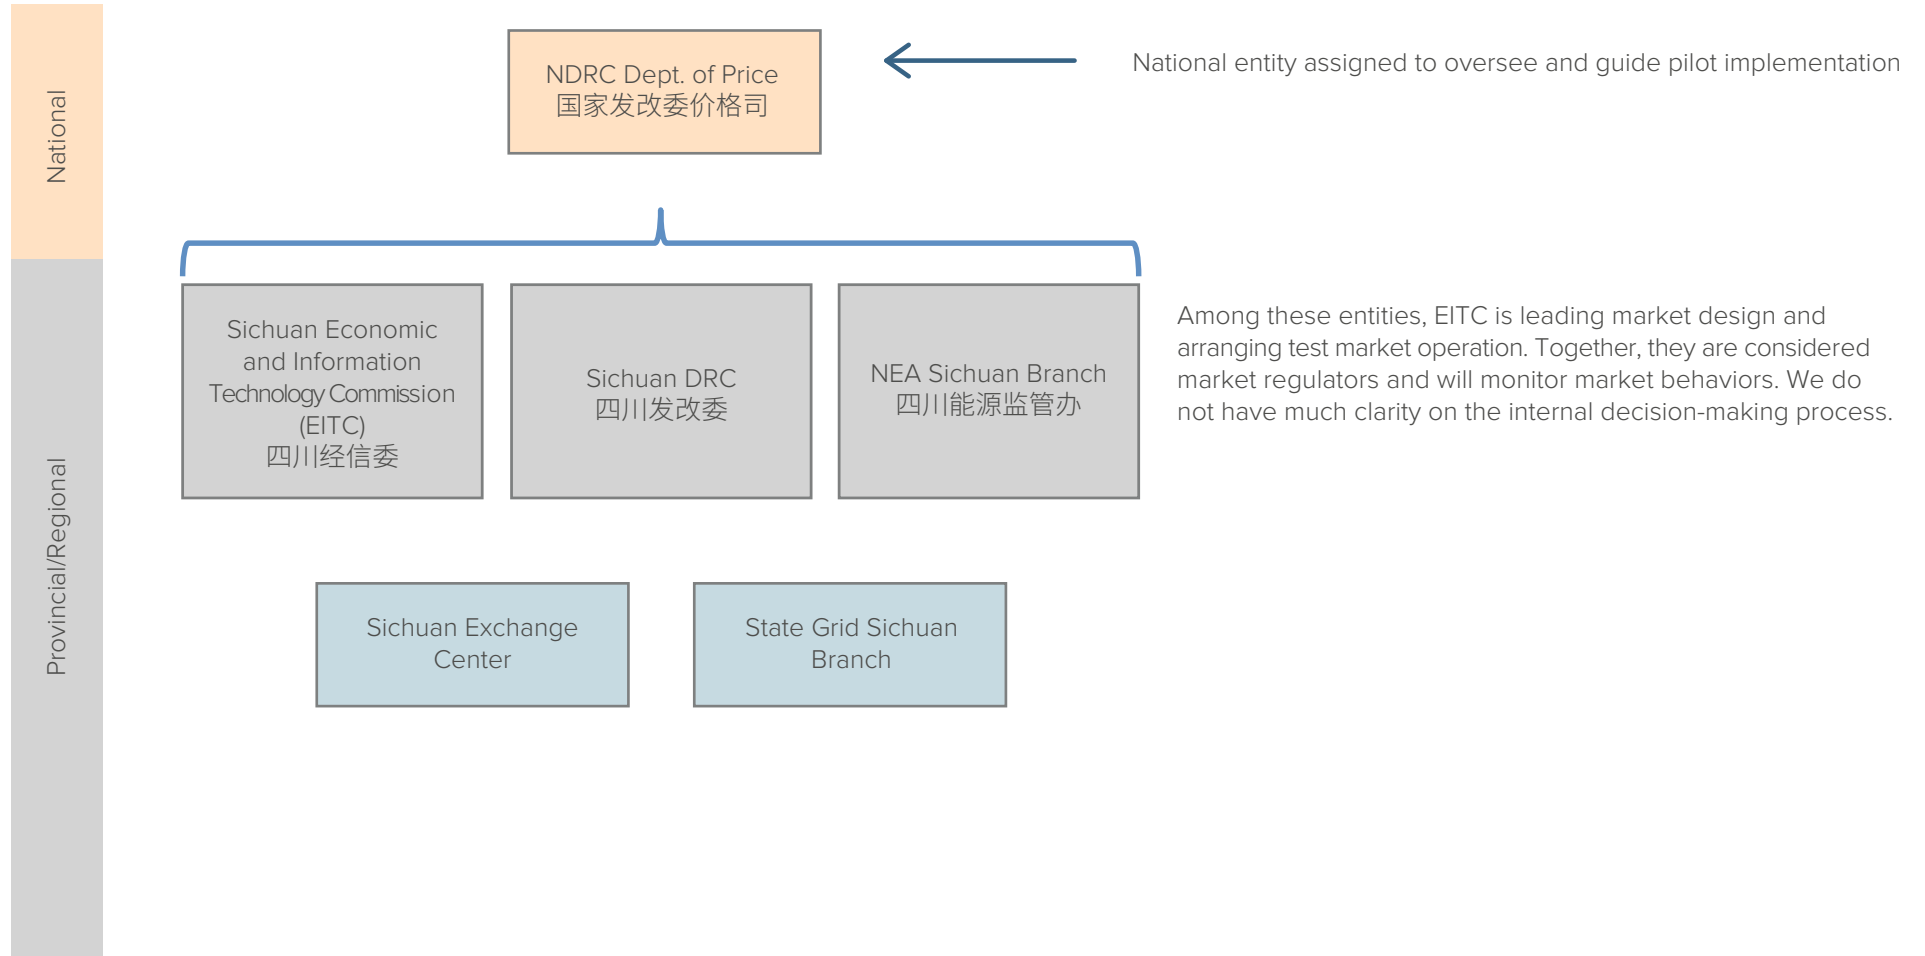 National
NDRC Dept. of Price
国家发改委价格司
National entity assigned to oversee and guide pilot implementation
Provincial/Regional
Sichuan Economic
and Information
Technology Commission
(EITC)
四川经信委
Sichuan DRC
四川发改委
NEA Sichuan Branch
四川能源监管办
Among these entities, EITC is leading market design and
arranging test market operation. Together, they are considered
market regulators and will monitor market behaviors. We do
not have much clarity on the internal decision-making process.
Sichuan Exchange
Center
State Grid Sichuan
Branch